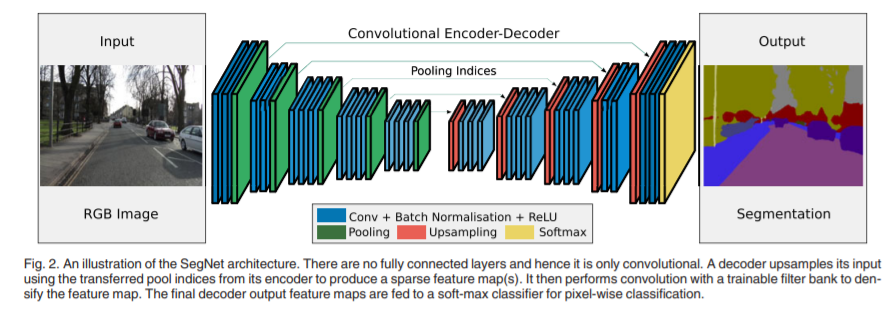 Input
Convolutional Encoder-Decoder
Output
Pooling Indices
RGB Image
Segmentation
Conv + Batch Normalisation + ReLU
Pooling Upsampling Softmax
Fig. 2. An illustration of the SegNet architecture. There are no fully connected layers and hence it is only convolutional. A decoder upsamples its input
using the transferred pool indices from its encoder to produce a sparse feature map(s). It then performs convolution with a trainable filter bank to den-
sify the feature map. The final decoder output feature maps are fed to a soft-max classifier for pixel-wise classification.